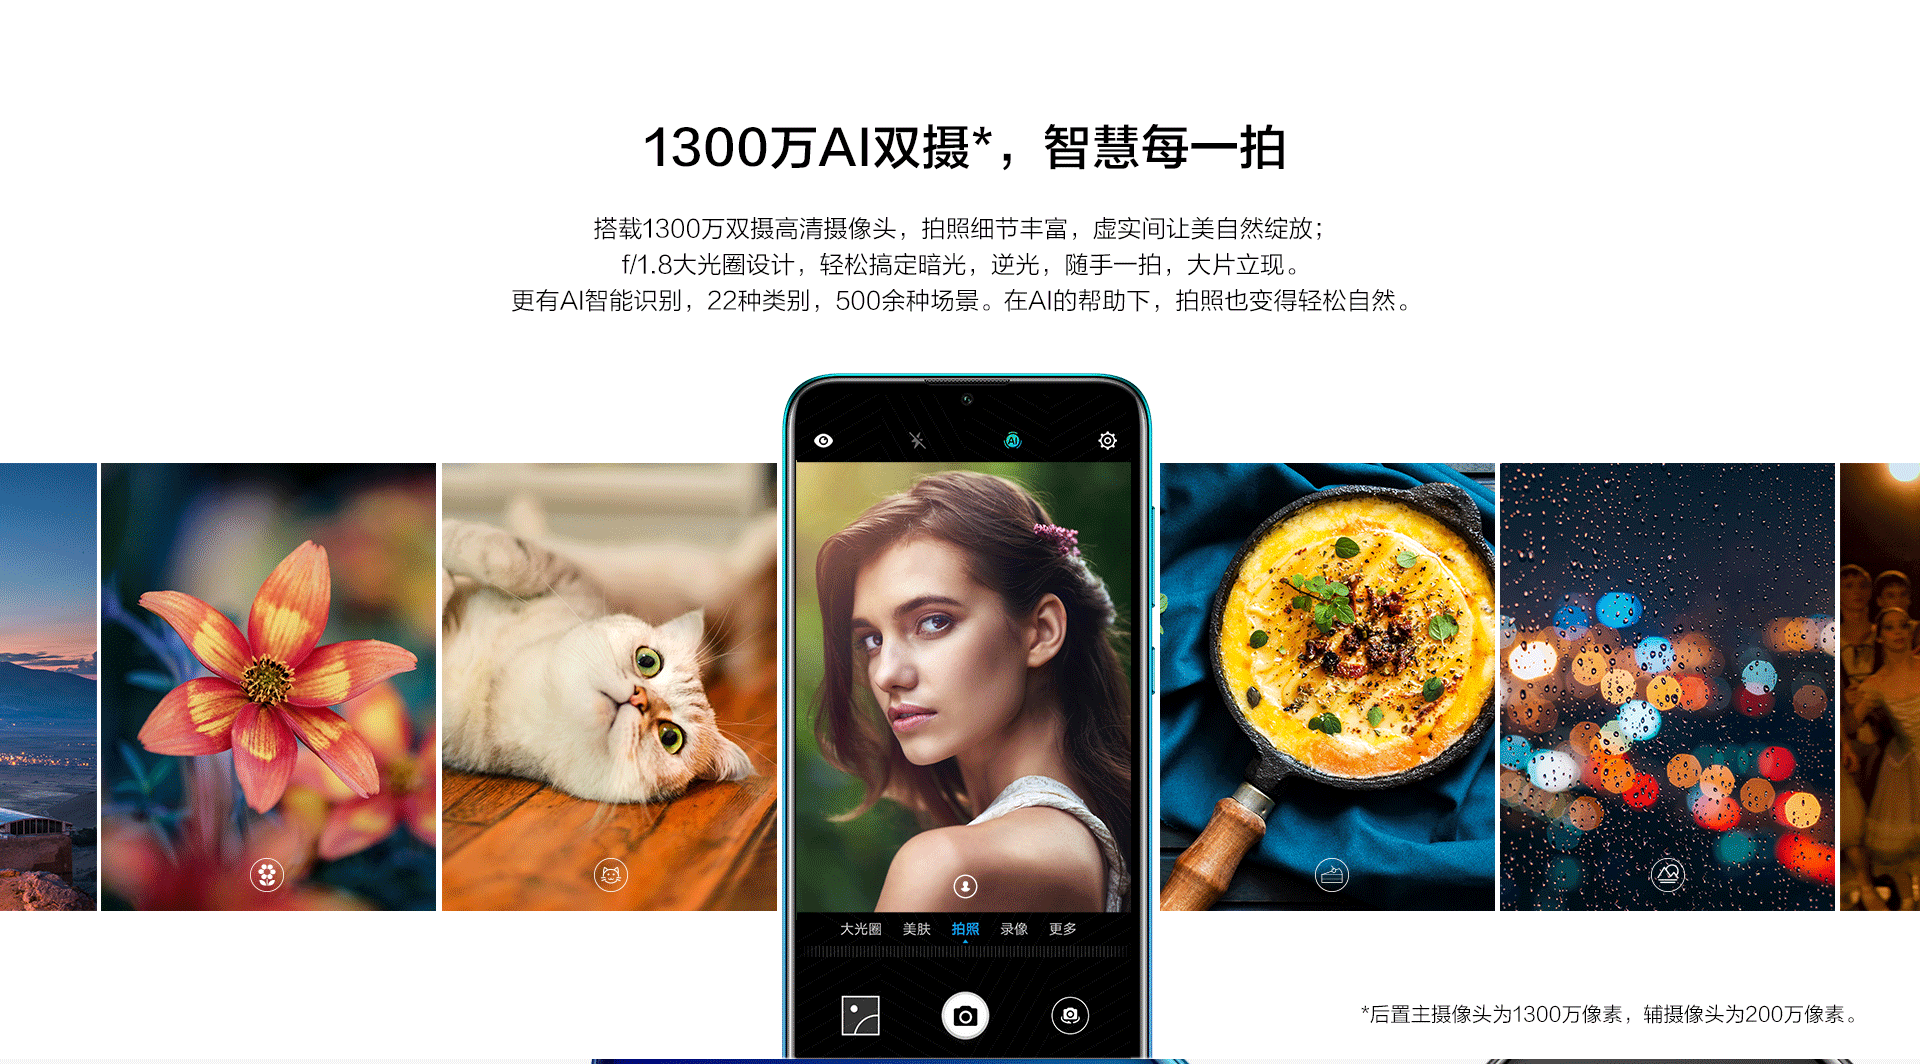 1300万AI双摄*，智慧每一拍
搭载1300万双摄高清摄像头，拍照细节丰富，虚实间让美自然绽放；
f/1.8大光圈设计，轻松搞定暗光，逆光，随手一拍，大片立现。
更有AI智能识别，22种类别，500余种场景。在AI的帮助下，拍照也变得轻松自然。
AI
大光圈 美肤 拍照 录像 更多
*后置主摄像头为1300万像素，辅摄像头为200万像素。